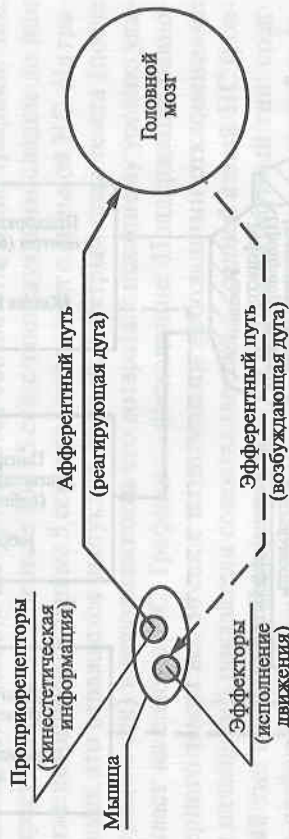 Проприорецепторы
(кинестетическая
информация)
Мышца
Афферентный путь
(реагирующая дуга)
Головной
мозг
Эффекторы
(исполнение
движения)
Эфферентный путь
(возбуждающая дуга)